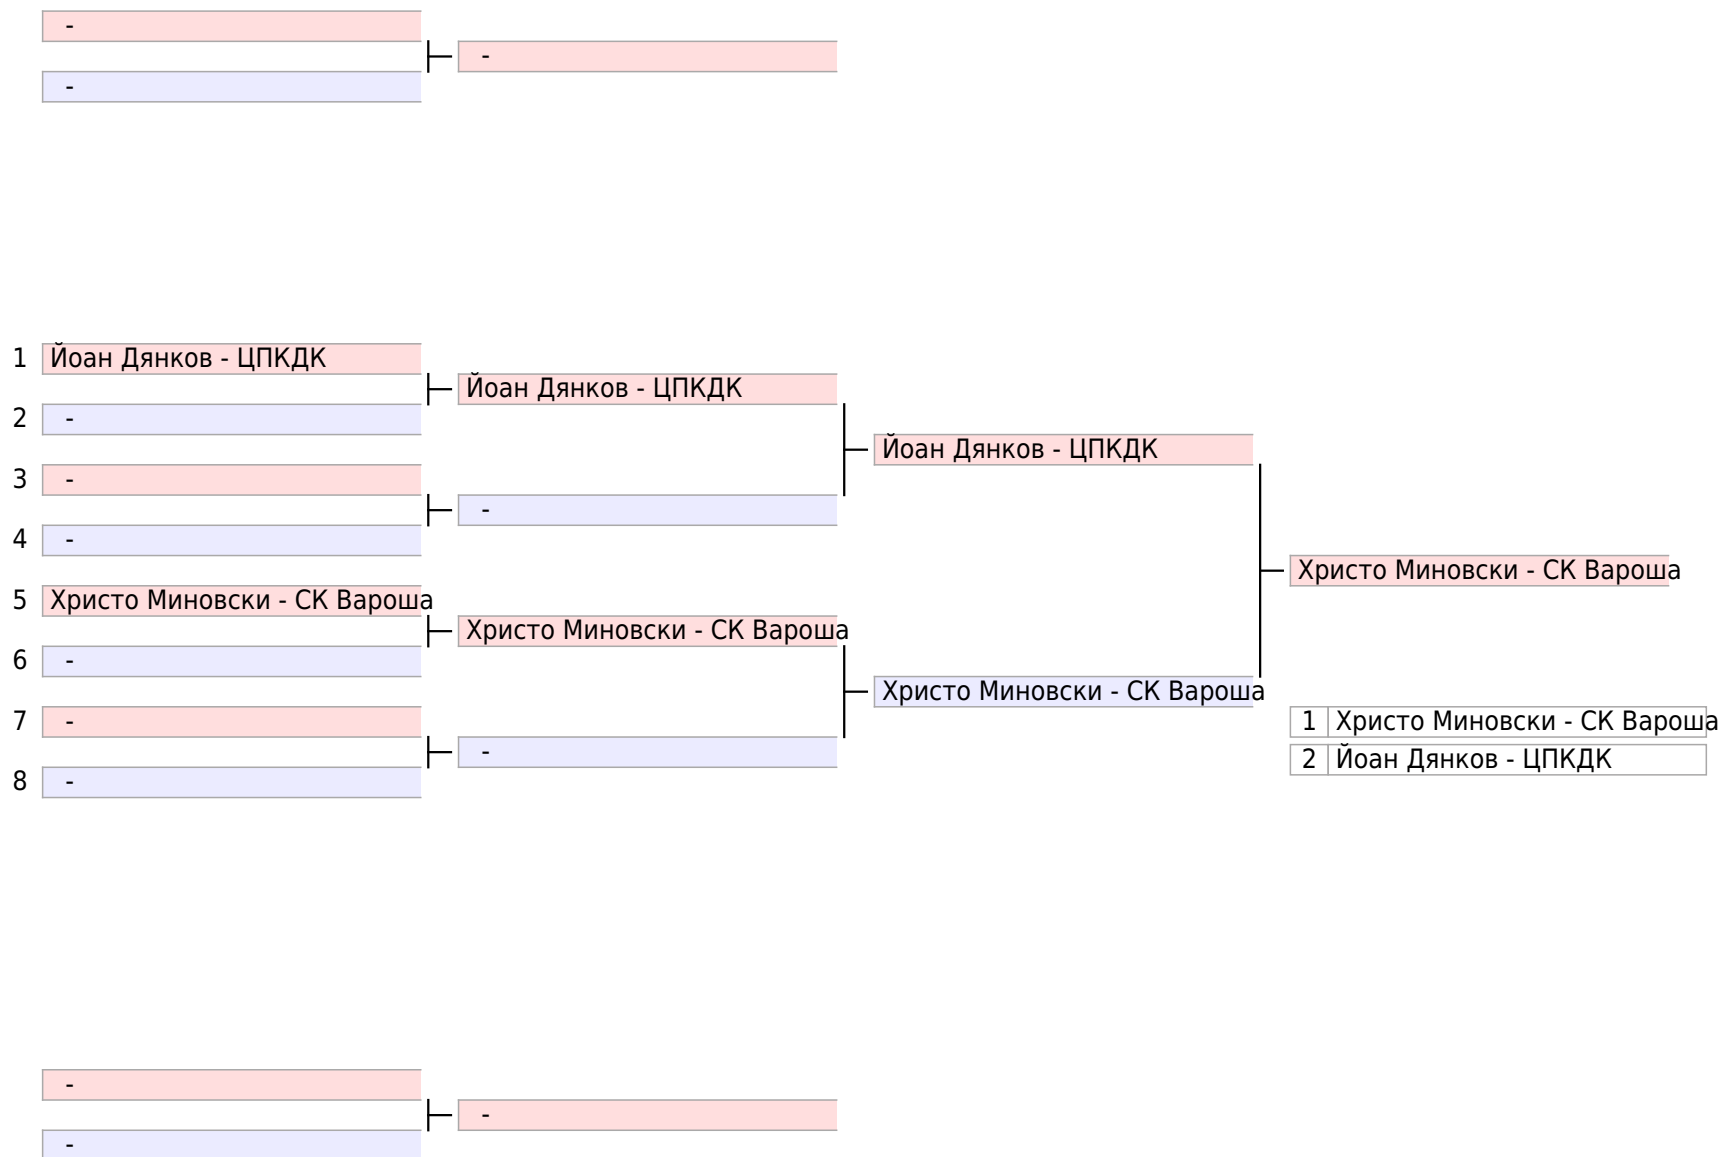 -
-
-
1 Йоан Дянков - ЦПКДК
Йоан Дянков - ЦПКДК
2 -
Йоан Дянков - ЦПКДК
3 -
-
4 -
Христо Миновски - СК Вароша
5 Христо Миновски - СК Вароша
Христо Миновски - СК Вароша
6 -
Христо Миновски - СК Вароша
7 -
1 Христо Миновски - СК Вароша
-
2 Йоан Дянков - ЦПКДК
8 -
-
-
-